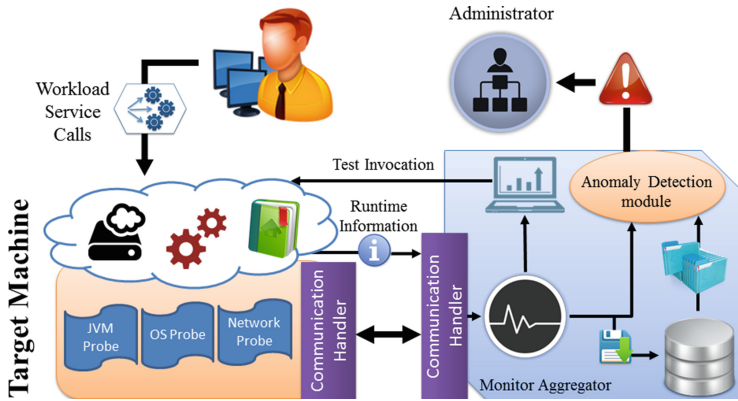 Administrator
Workload
Service
Calls
Test Invocation
Anomaly Detection
module
Runtime
Information
Target Machine
JVM
Probe
OS Probe
Network
Probe
Communication
Handler
Communication
Handler
Monitor Aggregator